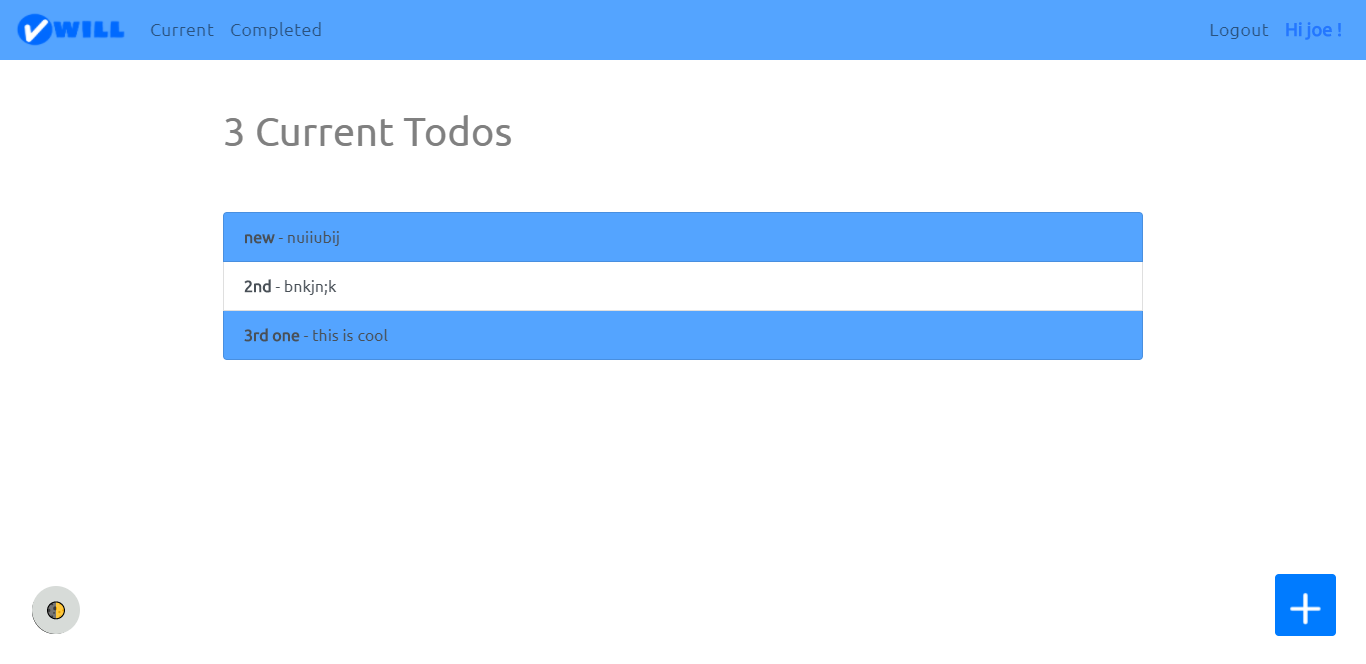 WILL Current Completed Logout Hi joe !
3 Current Todos
new - nuiiubij
2nd - bnkjn;k
3rd one - this is cool